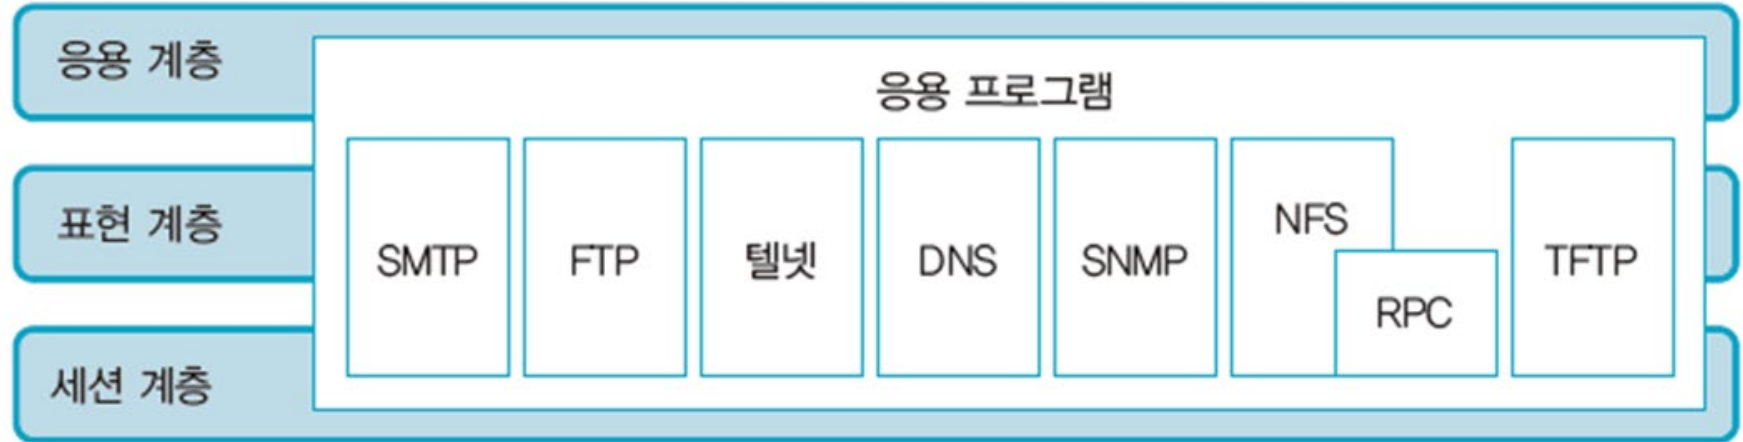 응용 계층
응용 프로그램
표현 계층
SMTP
FTP
텔넷
DNS
SNMP
NFS
RPC
TFTP
세션 계층